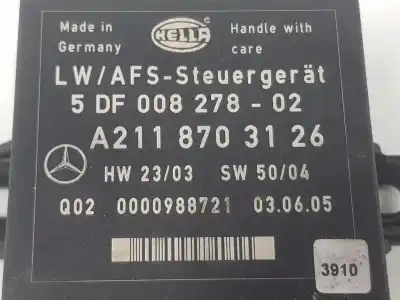 Made in
Germany
HELLA
Handle with
care
LW/AFS-Steuergerät
5 DF 008 278 - 02
A211 870 31 26
HW 23/03 SW 50/04
Q02 0000988721 03.06.05
3910